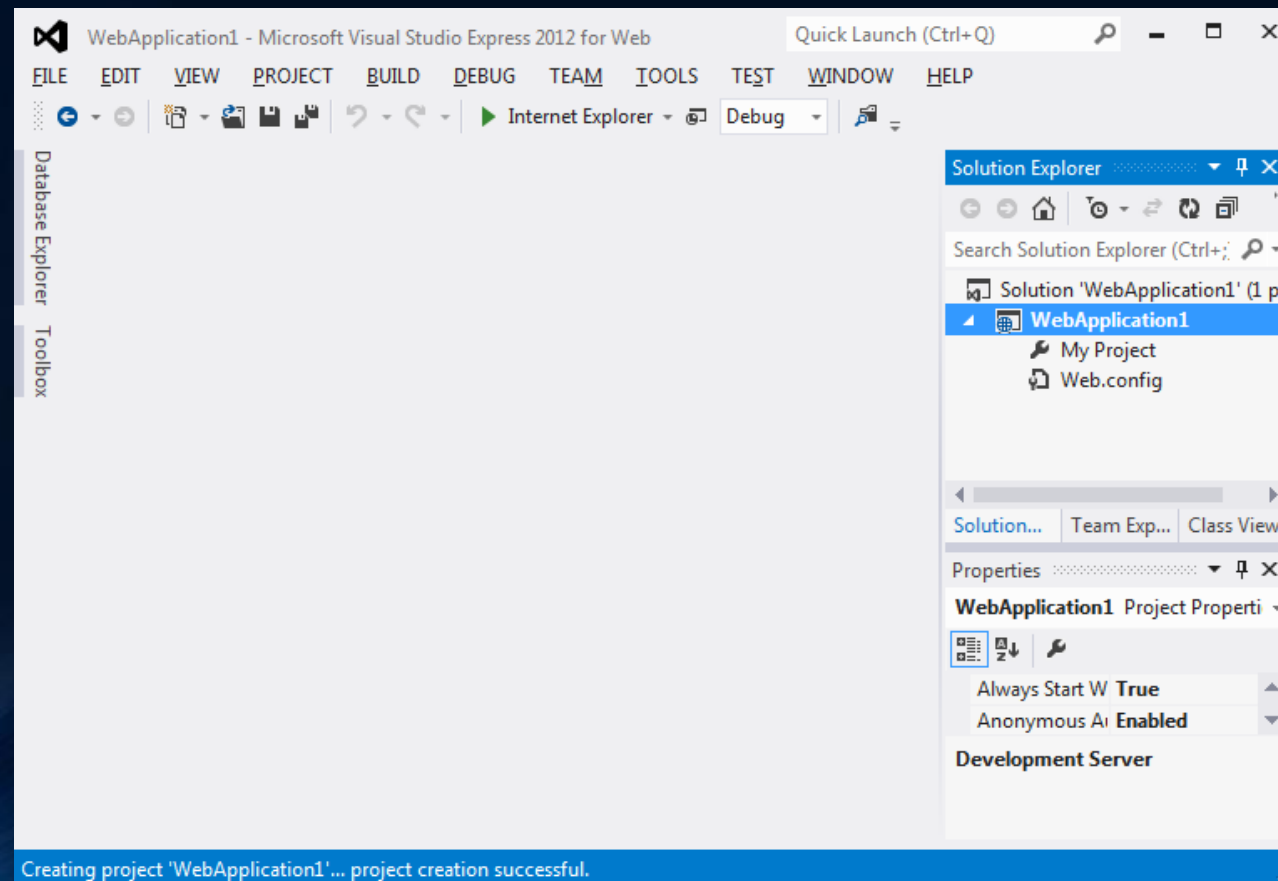 WebApplication1 - Microsoft Visual Studio Express 2012 for Web
Quick Launch (Ctrl+Q)
FILE EDIT VIEW PROJECT BUILD DEBUG TEAM TOOLS TEST WINDOW HELP
Internet Explorer Debug
Database Explorer
Toolbox
Solution Explorer
Search Solution Explorer (Ctrl+;
Solution 'WebApplication1' (1 p
WebApplication1
My Project
Web.config
Solution... Team Exp... Class View
Properties
WebApplication1 Project Properti
Always Start W True
Anonymous Au Enabled
Development Server
Creating project 'WebApplication1'... project creation successful.